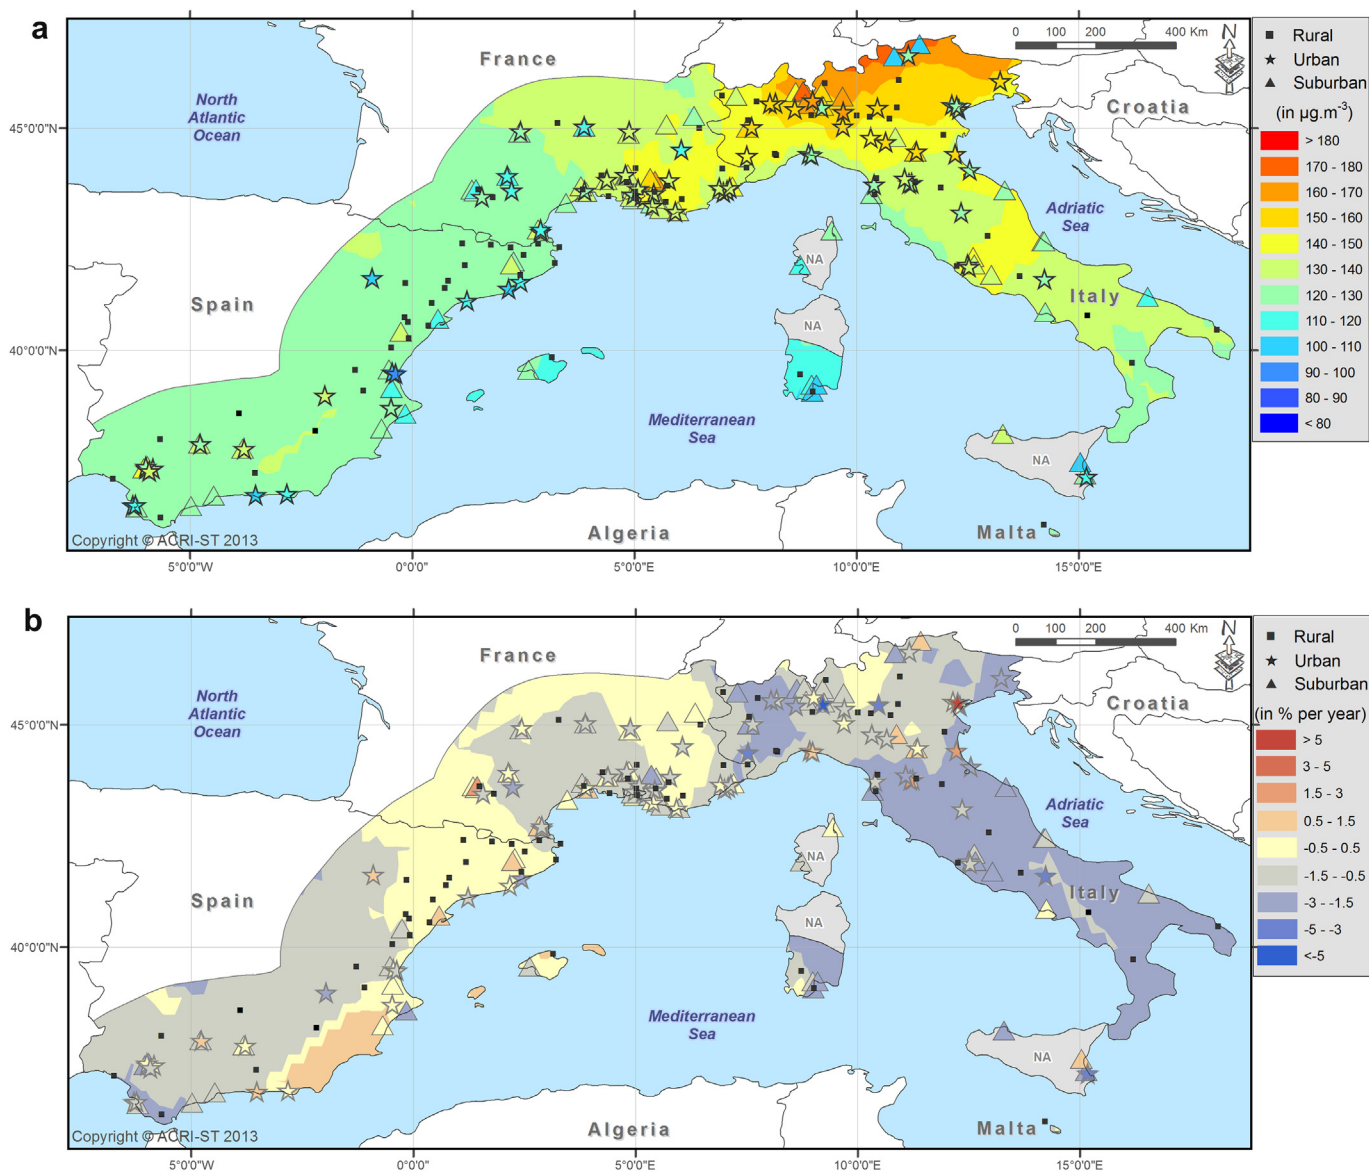 a
France
Croatia
North
Atlantic
Ocean
Adriatic
Sea
Spain
Italy
NA
NA
NA
Mediterranean
Sea
Algeria
Malta
0 100 200 400 Km
N
45°0'0"N
40°0'0"N
5°0'0"W
0°0'0"
5°0'0"E
10°0'0"E
15°0'0"E
Copyright © ACRI-ST 2013
Rural
Urban
Suburban
(in µg.m⁻³)
> 180
170 - 180
160 - 170
150 - 160
140 - 150
130 - 140
120 - 130
110 - 120
100 - 110
90 - 100
80 - 90
< 80
b
France
Croatia
North
Atlantic
Ocean
Adriatic
Sea
Spain
Italy
NA
NA
NA
Mediterranean
Sea
Algeria
Malta
0 100 200 400 Km
N
45°0'0"N
40°0'0"N
5°0'0"W
0°0'0"
5°0'0"E
10°0'0"E
15°0'0"E
Copyright © ACRI-ST 2013
Rural
Urban
Suburban
(in % per year)
> 5
3 - 5
1.5 - 3
0.5 - 1.5
-0.5 - 0.5
-1.5 - -0.5
-3 - -1.5
-5 - -3
<-5